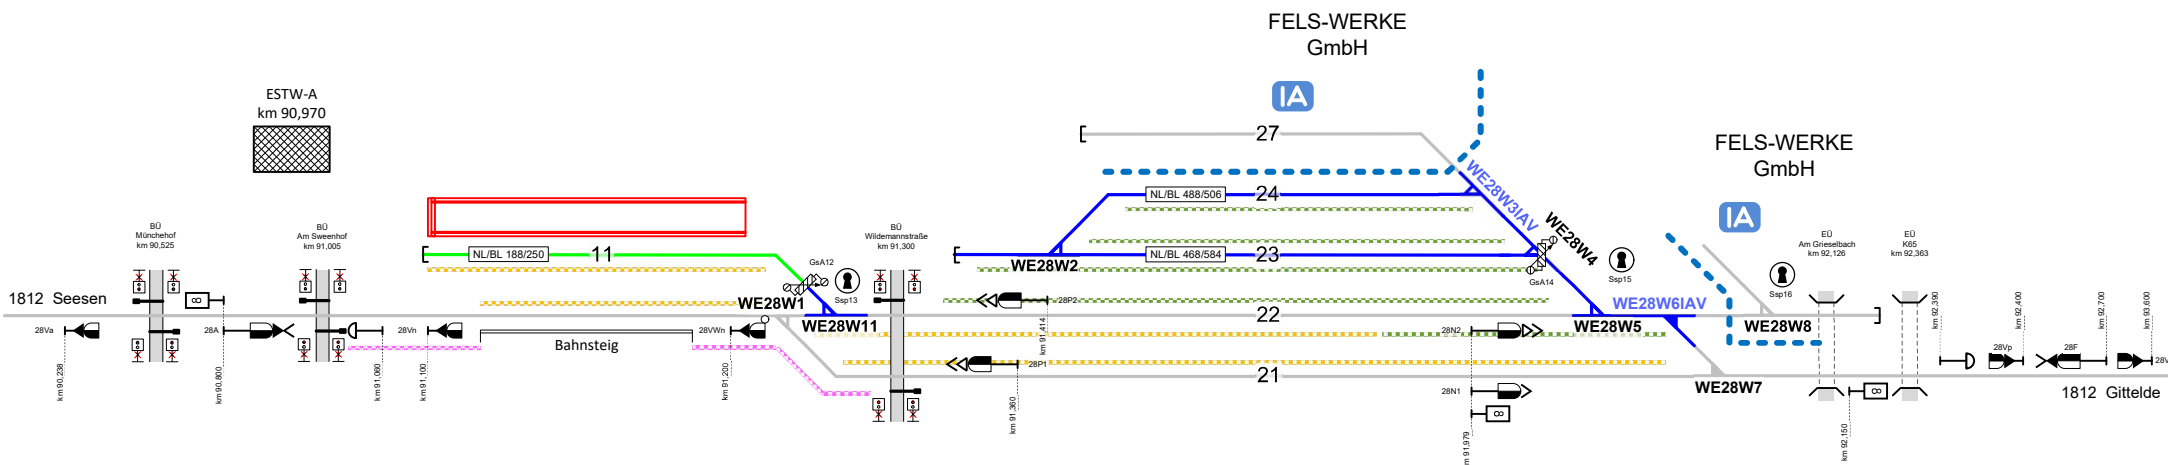 FELS-WERKE
GmbH
IA
ESTW-A
km 90,970
27
FELS-WERKE
GmbH
IA
WE28W3IAV
NL/BL 488/506
24
WE28W4
BÜ
Münchehof
km 90,525
BÜ
Am Sweenhof
km 91,005
BÜ
Wildemannstraße
km 91,300
EÜ
Am Grieselbach
km 92,126
EÜ
K65
km 92,363
NL/BL 188/250
11
GsA12
WE28W2
NL/BL 468/584
23
GsA14
Ssp15
Ssp16
Ssp13
1812 Seesen
8
WE28W1
28P2
WE28W6IAV
WE28W11
22
WE28W5
WE28W8
28Va
28A
28Vn
28VWn
28N2
Bahnsteig
28P1
28Vp
28F
28V
km 90,238
km 90,800
km 91,060
km 91,100
km 91,200
km 91,360
km 91,414
km 92,390
km 92,400
km 92,700
km 93,600
21
WE28W7
28N1
8
8
1812 Gittelde
m 91,979
km 92,150